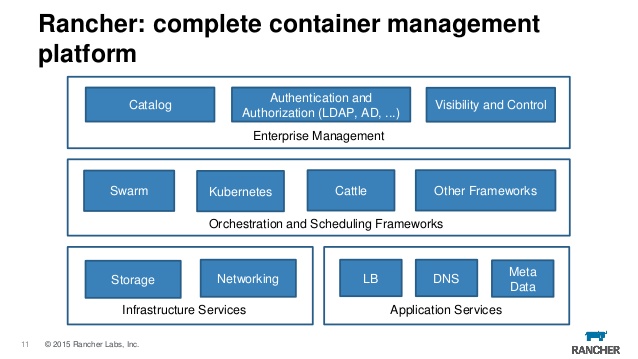 Rancher: complete container management
platform
Catalog
Authentication and
Authorization (LDAP, AD, ...)
Visibility and Control
Enterprise Management
Swarm
Kubernetes
Cattle
Other Frameworks
Orchestration and Scheduling Frameworks
Storage
Networking
Infrastructure Services
LB
DNS
Meta
Data
Application Services
11
© 2015 Rancher Labs, Inc.
RANCHER